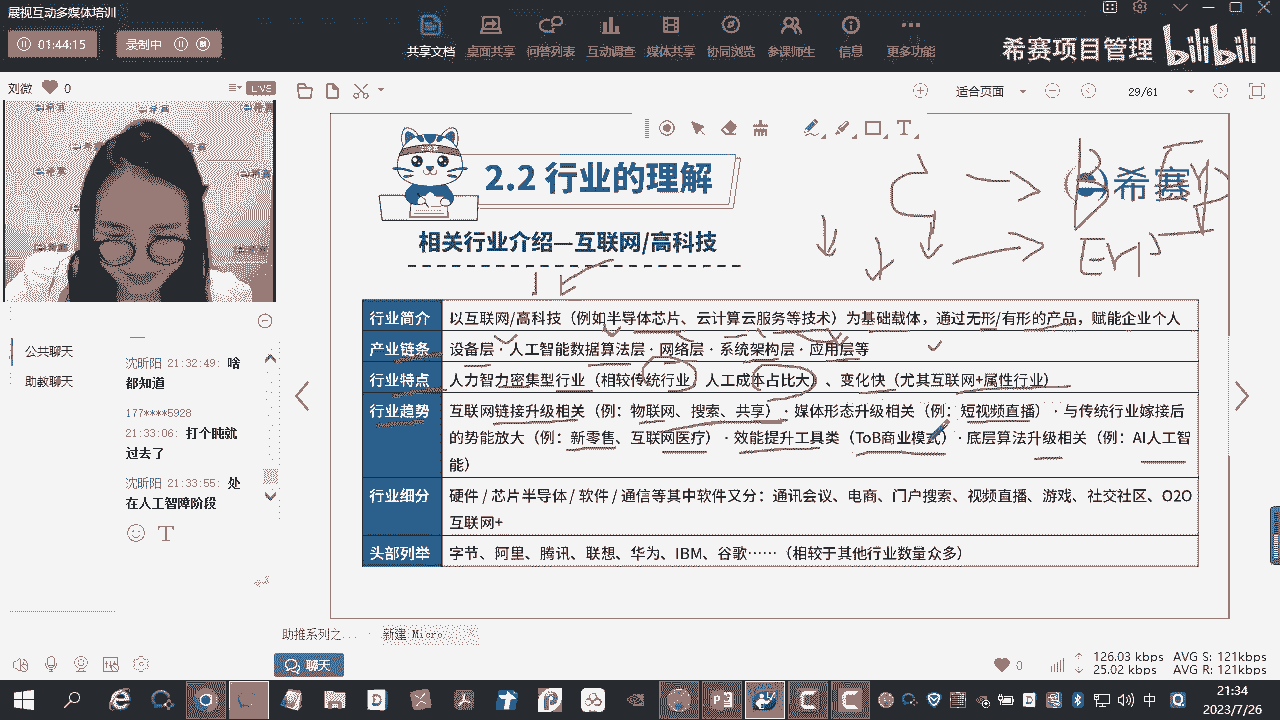 展视互动多媒体培训
01:44:15
录制中
共享文档
桌面共享
问答列表
互动调查
媒体共享
协同浏览
参课师生
信息
更多功能
希赛项目管理 bilibili
刘微
0
LIVE
适合页面
29/61
2.2 行业的理解
希赛
相关行业介绍—互联网/高科技
行业简介
以互联网/高科技（例如半导体芯片、云计算云服务等技术）为基础载体，通过无形/有形的产品，赋能企业个人
产业链条
设备层·人工智能数据算法层·网络层·系统架构层·应用层等
行业特点
人力智力密集型行业（相较传统行业，人工成本占比大）、变化快（尤其互联网+属性行业）
行业趋势
互联网链接升级相关（例：物联网、搜索、共享）·媒体形态升级相关（例：短视频直播）·与传统行业嫁接后
的势能放大（例：新零售、互联网医疗）·效能提升工具类（ToB商业模式）·底层算法升级相关（例：AI人工智
能）
行业细分
硬件 / 芯片半导体 / 软件 / 通信等其中软件又分：通讯会议、电商、门户搜索、视频直播、游戏、社交社区、O2O
互联网+
头部列举
字节、阿里、腾讯、联想、华为、IBM、谷歌……（相较于其他行业数量众多）
公共聊天
助教聊天
沈昕阳 21:32:49: 啥
都知道
177****5928
21:33:06: 打个盹就
过去了
沈昕阳 21:33:55: 处
在人工智障阶段
助推系列之...
新建 Micro
聊天
0
126.03 kbps AVG S: 121kbps
25.02 kbps AVG R: 121kbps
中
21:34
2023/7/26